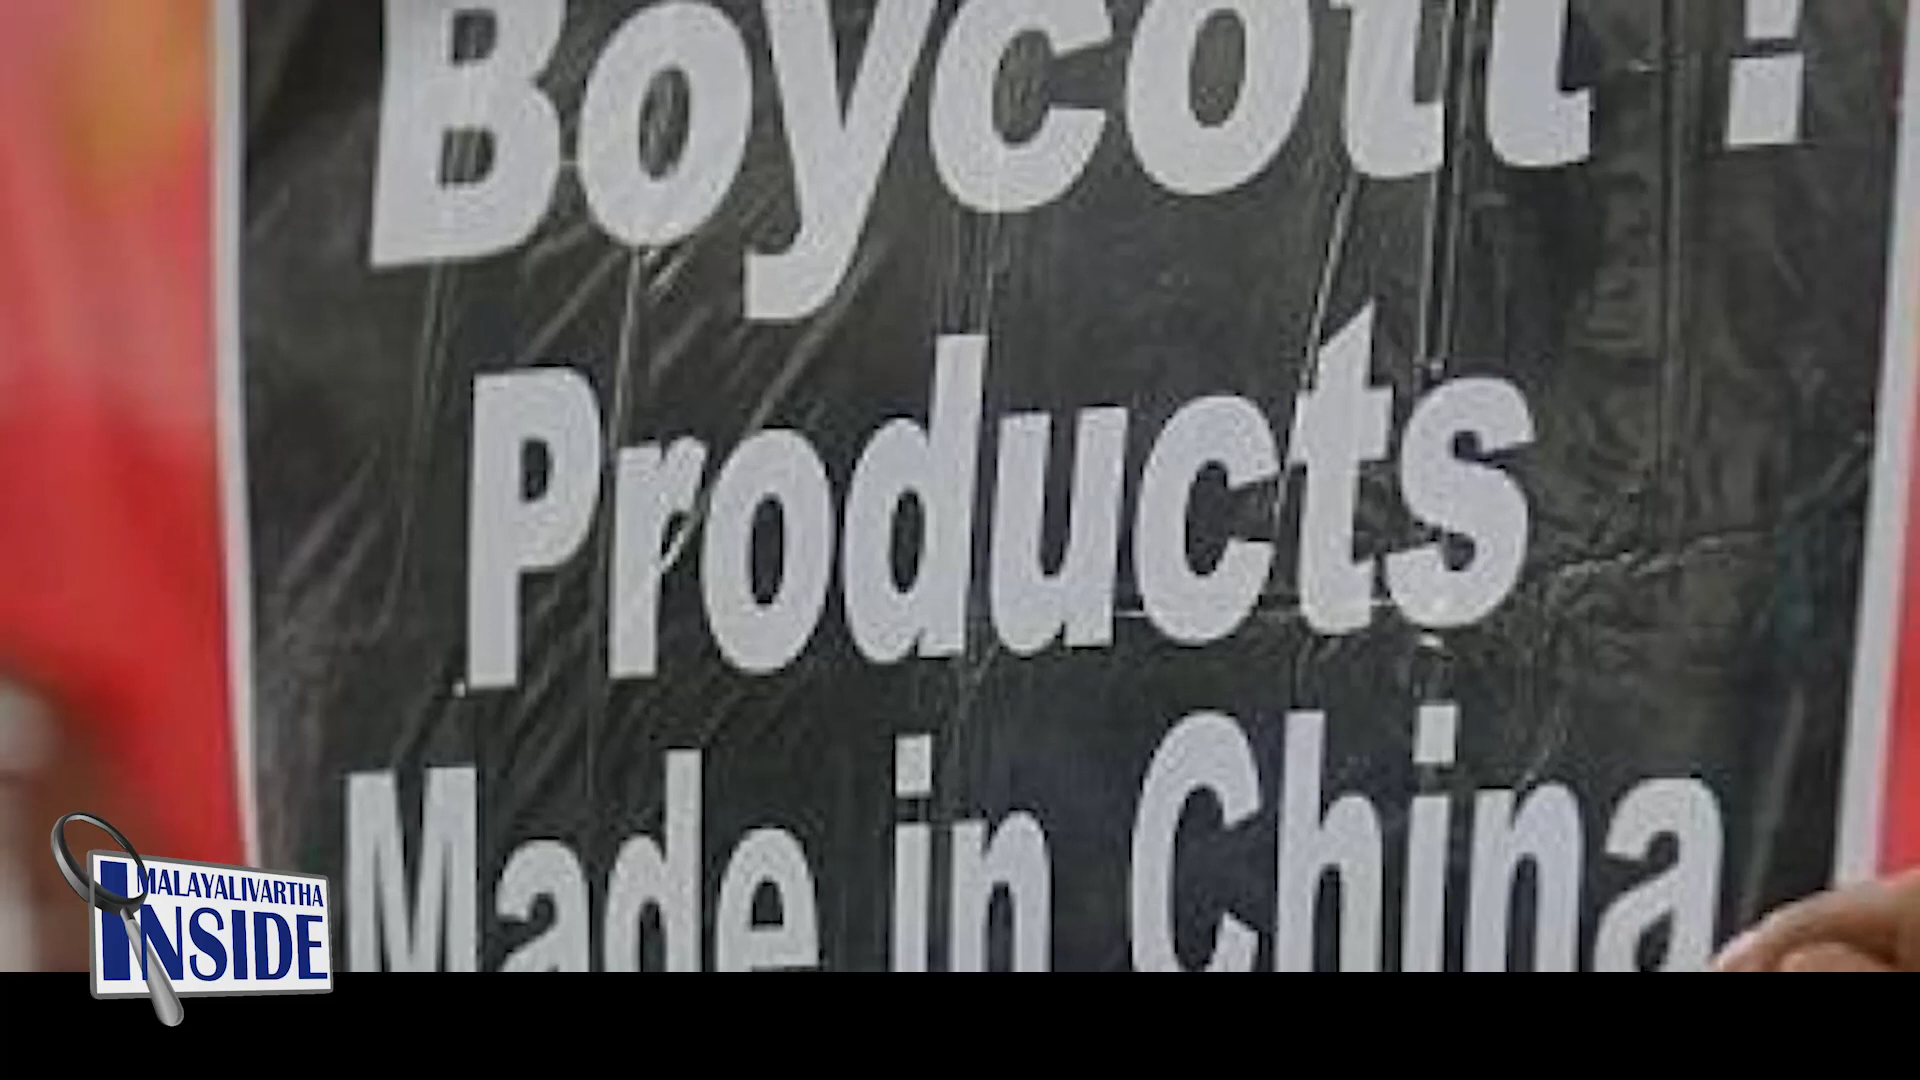 Boycott !
Products
Made in China
MALAYALIVARTHA
INSIDE